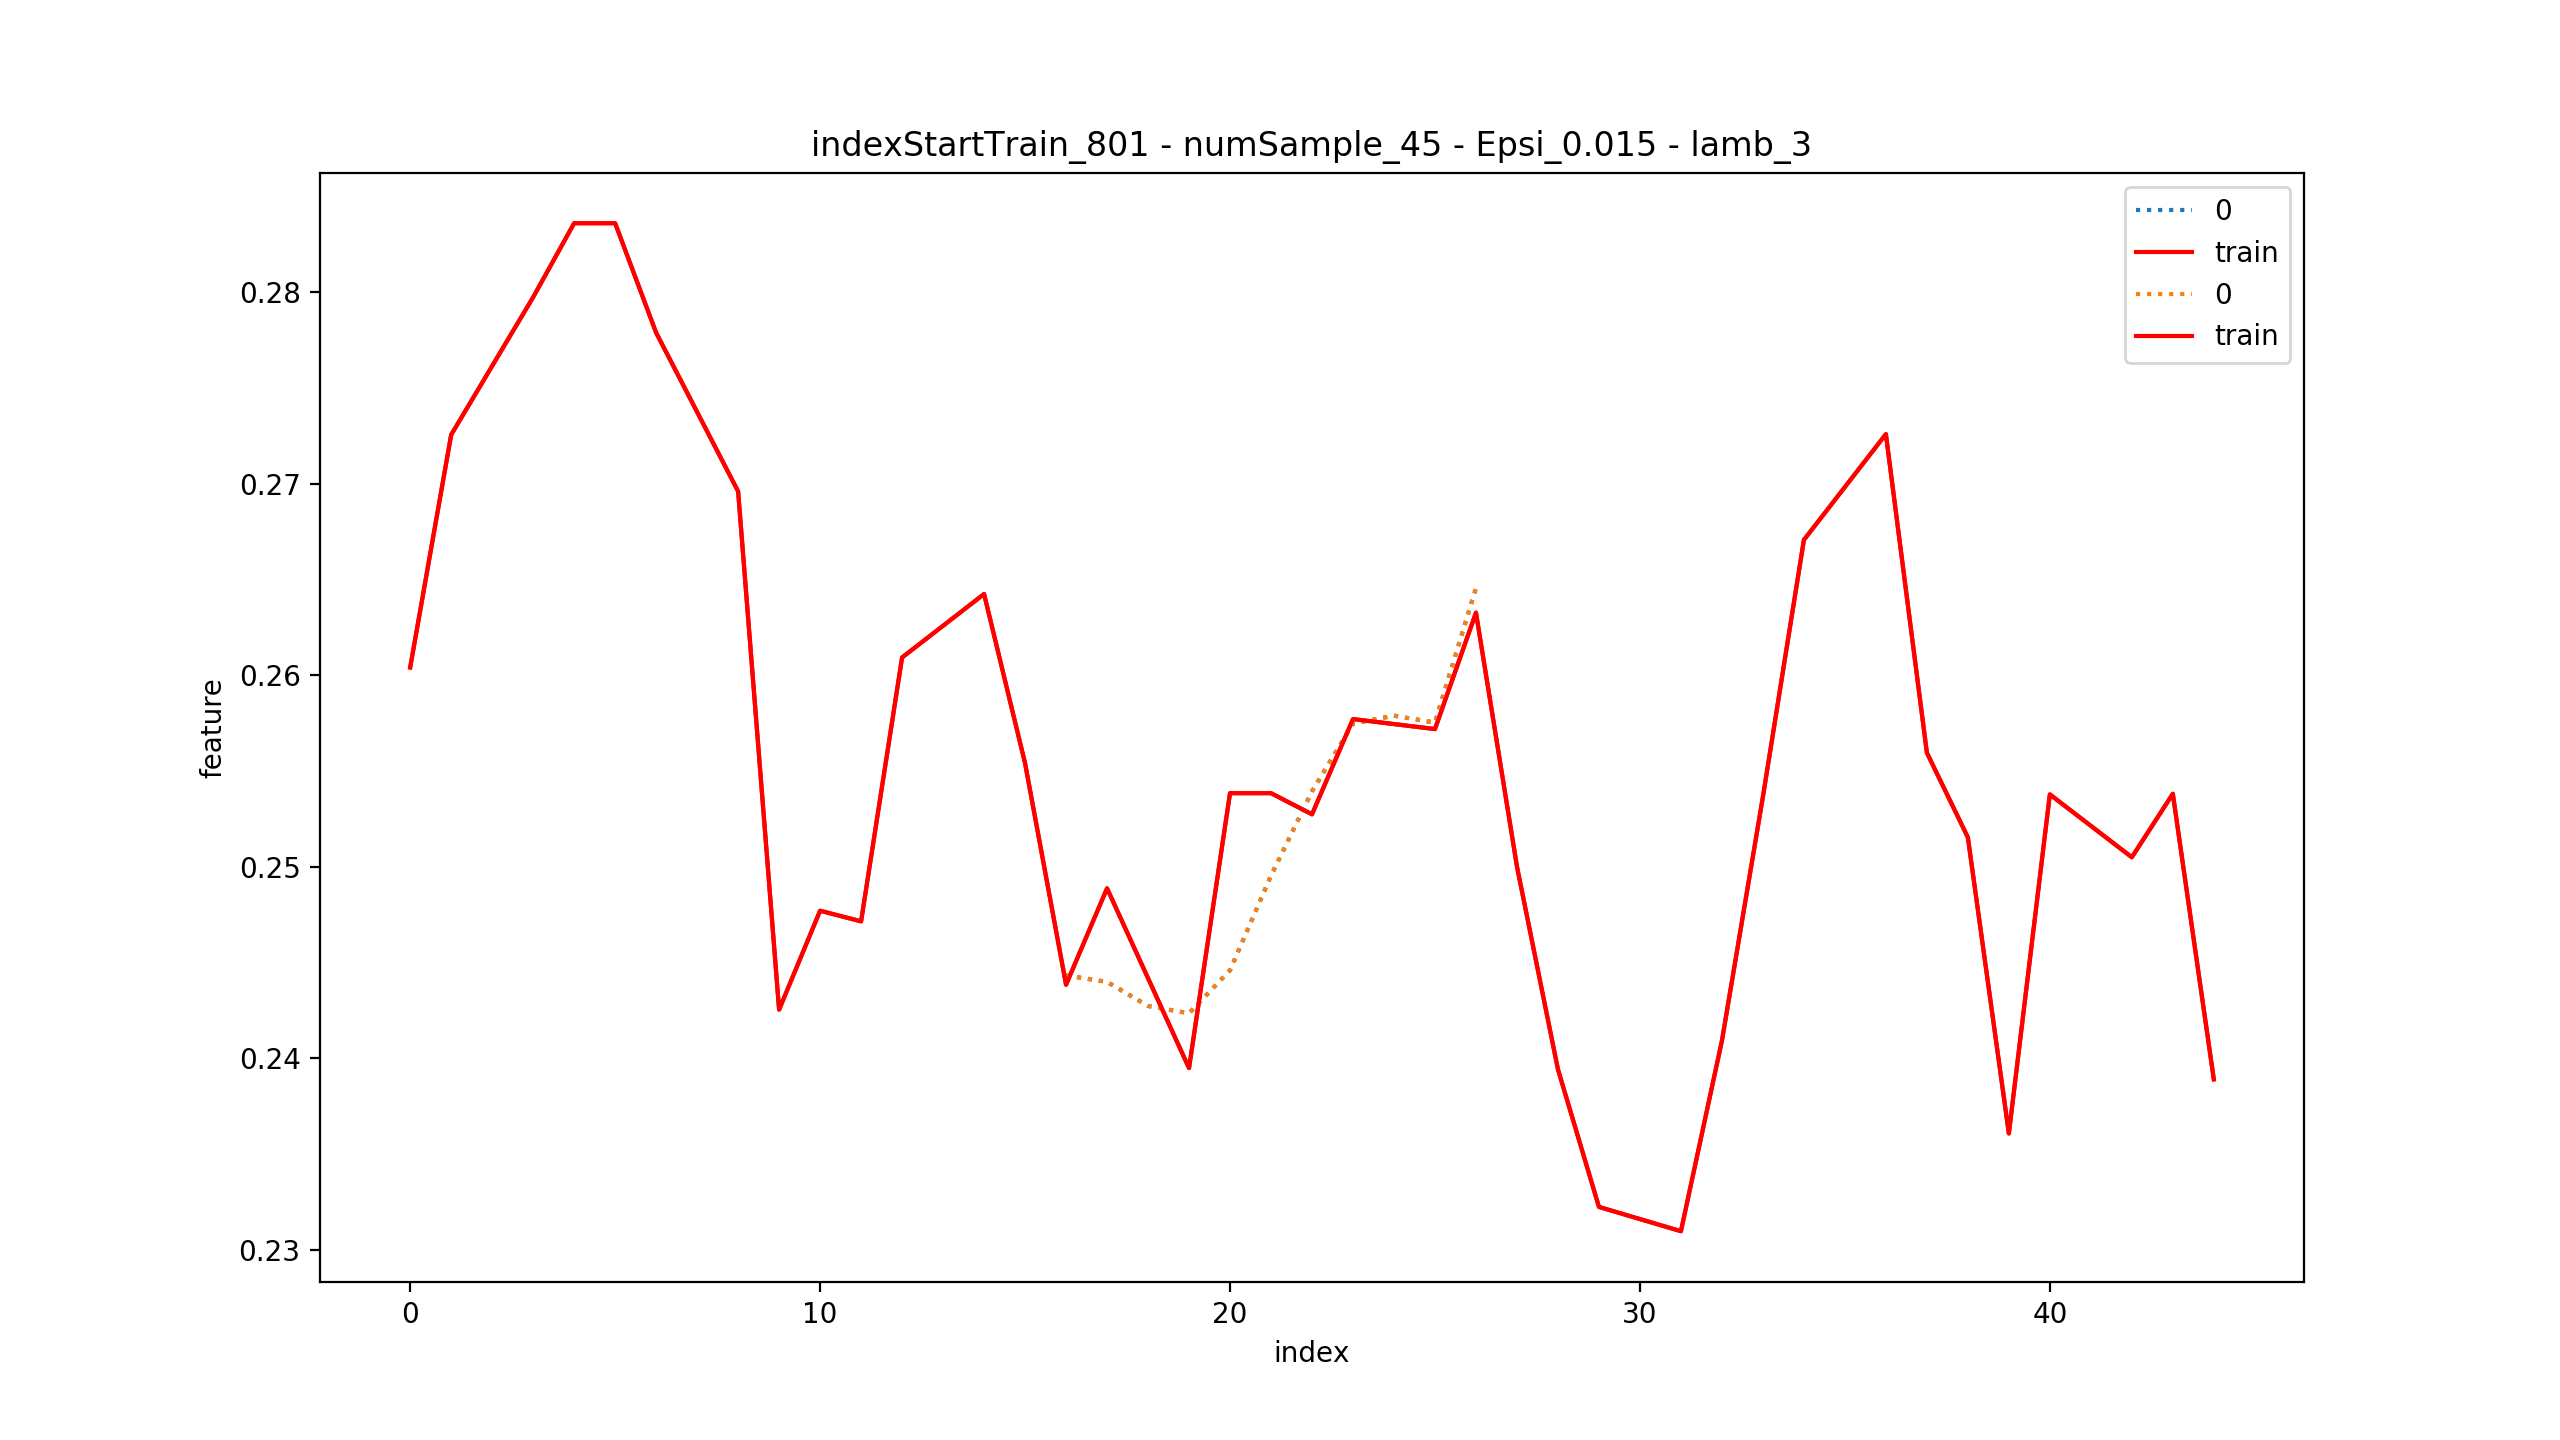 indexStartTrain_801 - numSample_45 - Epsi_0.015 - lamb_3
0
train
0
train
0.28
0.27
0.26
0.25
0.24
0.23
feature
0 10 20 30 40
index